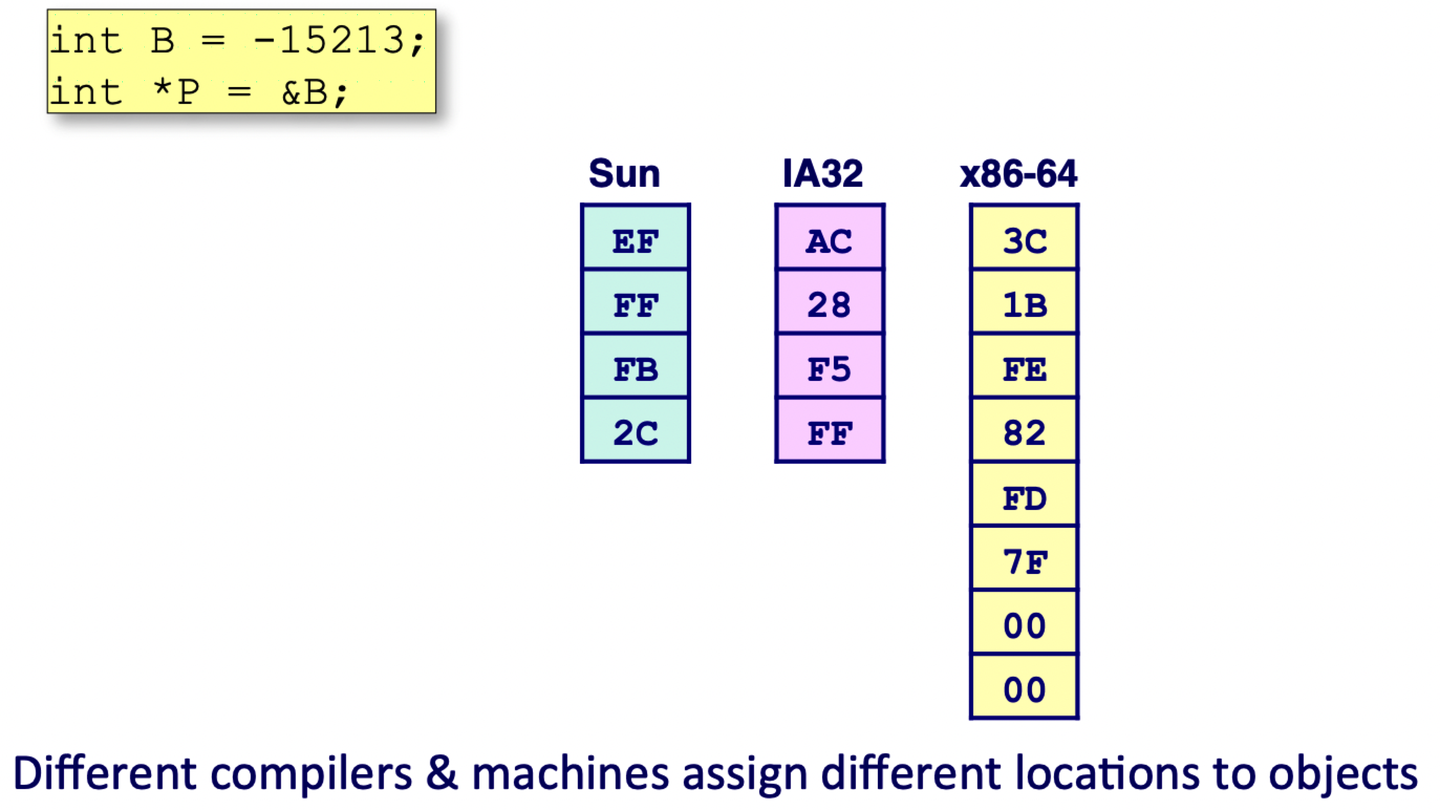 int B = -15213;
int *P = &B;
Sun IA32 x86-64
EF AC 3C
FF 28 1B
FB F5 FE
2C FF 82
FD
7F
00
00
Different compilers & machines assign different locations to objects